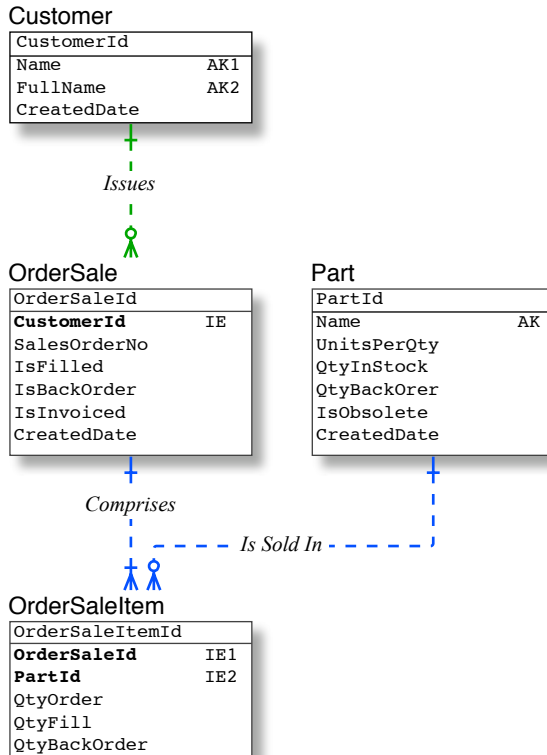 Customer
CustomerId
Name AK1
FullName AK2
CreatedDate
Issues
OrderSale
OrderSaleId
CustomerId IE
SalesOrderNo
IsFilled
IsBackOrder
IsInvoiced
CreatedDate
Part
PartId
Name AK
UnitsPerQty
QtyInStock
QtyBackOrer
IsObsolete
CreatedDate
Comprises
Is Sold In
OrderSaleItem
OrderSaleItemId
OrderSaleId IE1
PartId IE2
QtyOrder
QtyFill
QtyBackOrder